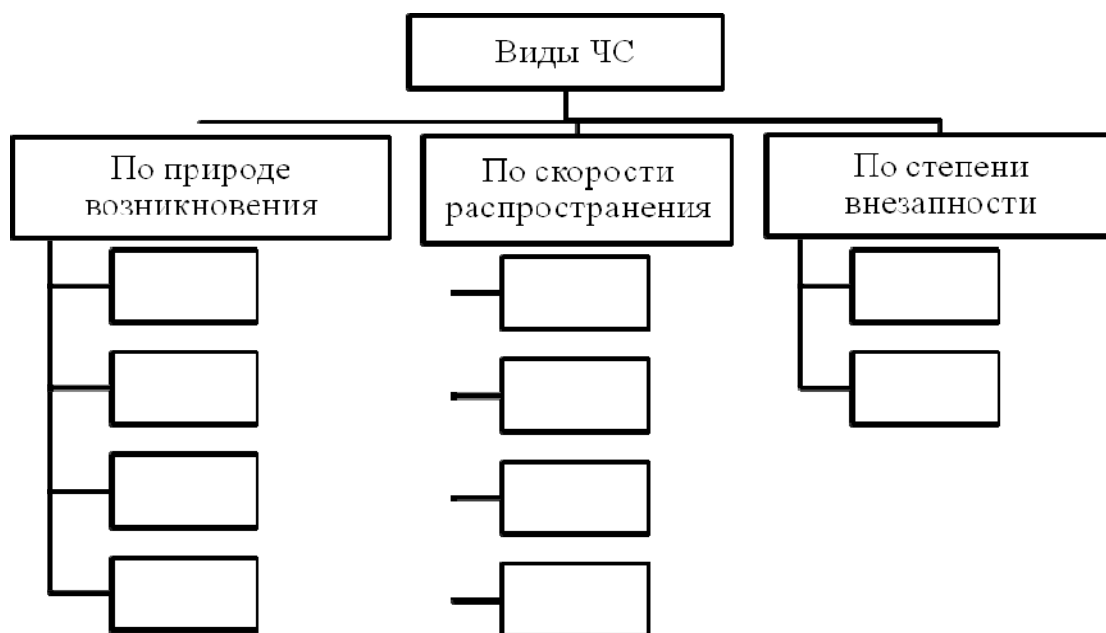 Виды ЧС
По природе
возникновения
По скорости
распространения
По степени
внезапности